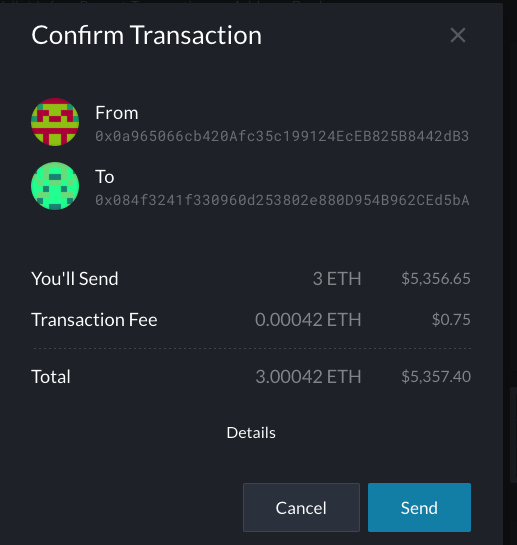 Confirm Transaction
From
0x0a965066cb420Afc35c199124EcEB825B8442dB3
To
0x084f3241f330960d253802e880D954B962CEd5bA
You'll Send 3 ETH $5,356.65
Transaction Fee 0.00042 ETH $0.75
Total 3.00042 ETH $5,357.40
Details
Cancel Send